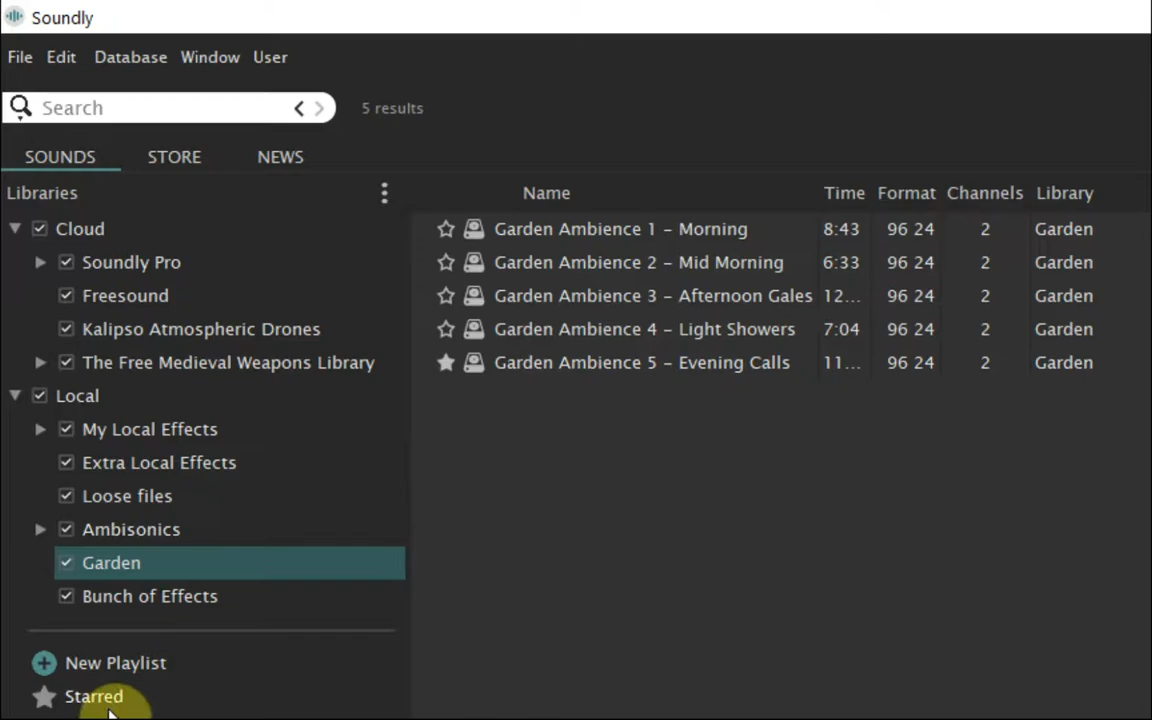 Soundly
File Edit Database Window User
Search
5 results
SOUNDS STORE NEWS
Libraries
Name Time Format Channels Library
Cloud
Soundly Pro
Freesound
Kalipso Atmospheric Drones
The Free Medieval Weapons Library
Local
My Local Effects
Extra Local Effects
Loose files
Ambisonics
Garden
Bunch of Effects
New Playlist
Starred
Garden Ambience 1 – Morning 8:43 96 24 2 Garden
Garden Ambience 2 – Mid Morning 6:33 96 24 2 Garden
Garden Ambience 3 – Afternoon Gales 12... 96 24 2 Garden
Garden Ambience 4 – Light Showers 7:04 96 24 2 Garden
Garden Ambience 5 – Evening Calls 11... 96 24 2 Garden